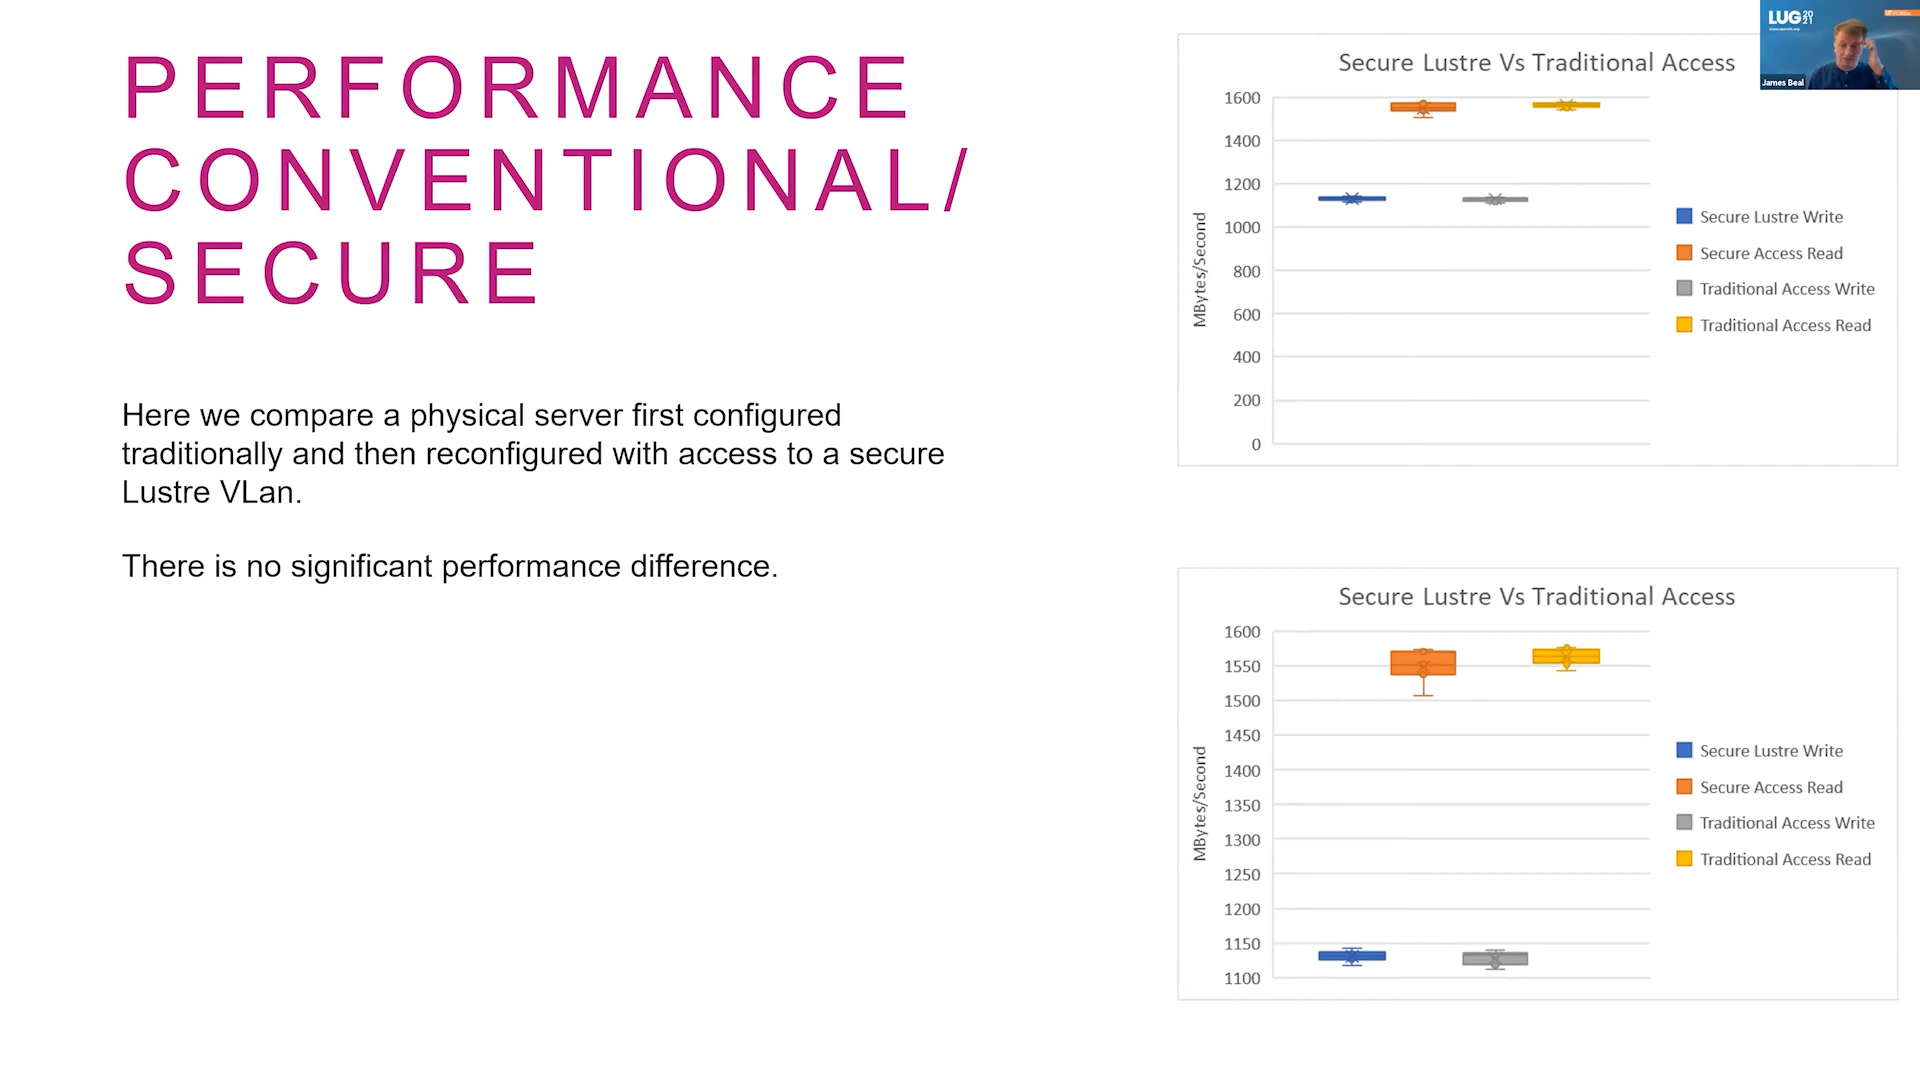 PERFORMANCE
CONVENTIONAL/
SECURE
Here we compare a physical server first configured
traditionally and then reconfigured with access to a secure
Lustre VLan.
There is no significant performance difference.
Secure Lustre Vs Traditional Access
MBytes/Second
1600
1400
1200
1000
800
600
400
200
0
Secure Lustre Write
Secure Access Read
Traditional Access Write
Traditional Access Read
Secure Lustre Vs Traditional Access
MBytes/Second
1600
1550
1500
1450
1400
1350
1300
1250
1200
1150
1100
Secure Lustre Write
Secure Access Read
Traditional Access Write
Traditional Access Read
LUG 20
21
James Beal